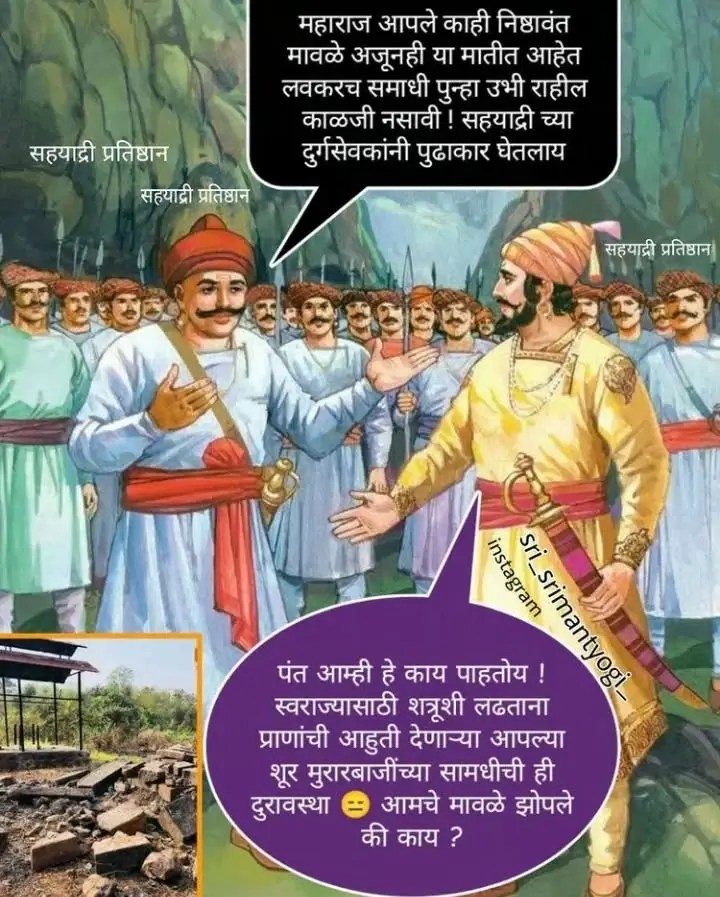 महाराज आपले काही निष्ठावंत
मावळे अजूनही या मातीत आहेत
लवकरच समाधी पुन्हा उभी राहील
काळजी नसावी ! सहयाद्री च्या
दुर्गसेवकांनी पुढाकार घेतलाय
सहयाद्री प्रतिष्ठान
सहयाद्री प्रतिष्ठान
सहयाद्री प्रतिष्ठान
sri_srimantyogi_
instagram
पंत आम्ही हे काय पाहतोय !
स्वराज्यासाठी शत्रूशी लढताना
प्राणांची आहुती देणाऱ्या आपल्या
शूर मुरारबाजींच्या सामधीची ही
दुरावस्था 😑 आमचे मावळे झोपले
की काय ?